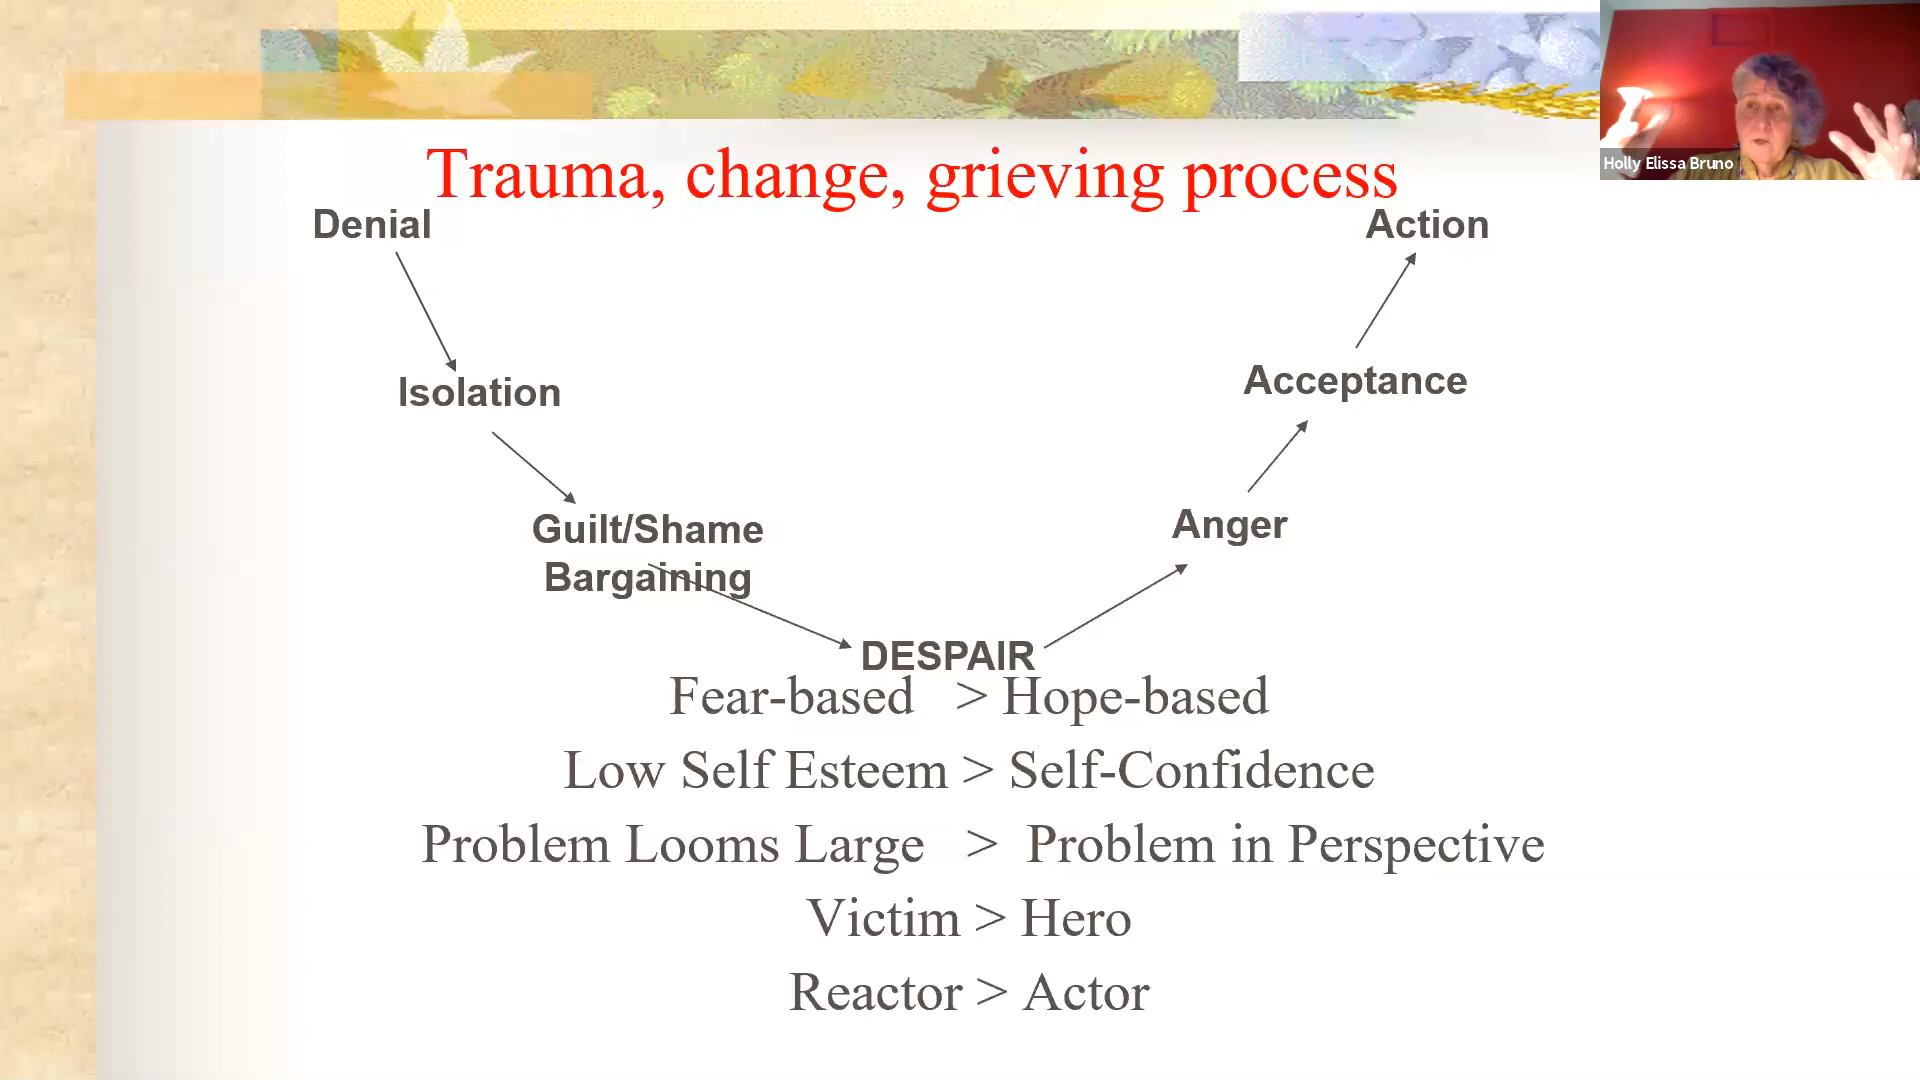 Holly Elissa Bruno
Trauma, change, grieving process
Denial
Action
Isolation
Acceptance
Guilt/Shame
Bargaining
Anger
DESPAIR
Fear-based > Hope-based
Low Self Esteem > Self-Confidence
Problem Looms Large > Problem in Perspective
Victim > Hero
Reactor > Actor